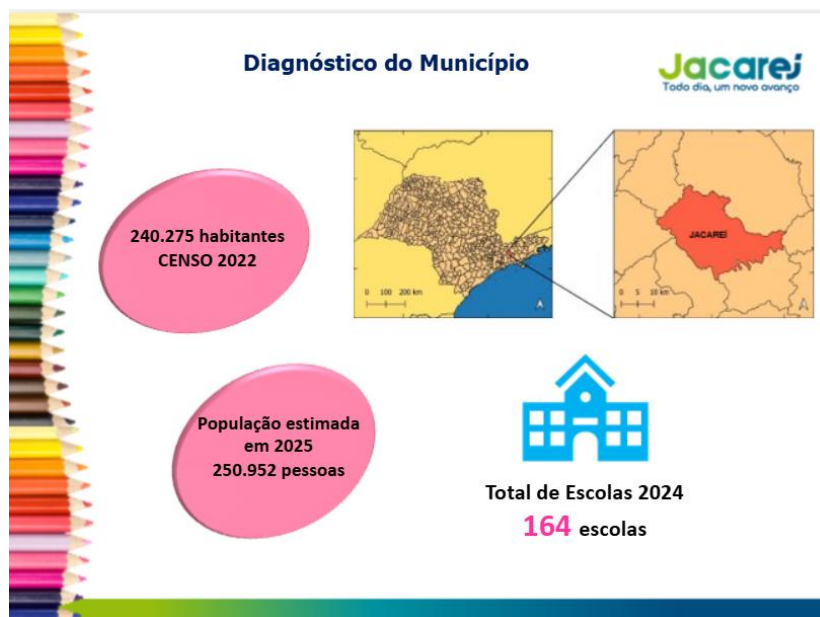 Diagnóstico do Município
Jacareí
Todo dia, um novo avanço
240.275 habitantes
CENSO 2022
0 100 200 km
A
JACAREÍ
0 5 10 km
A
População estimada
em 2025
250.952 pessoas
Total de Escolas 2024
164 escolas